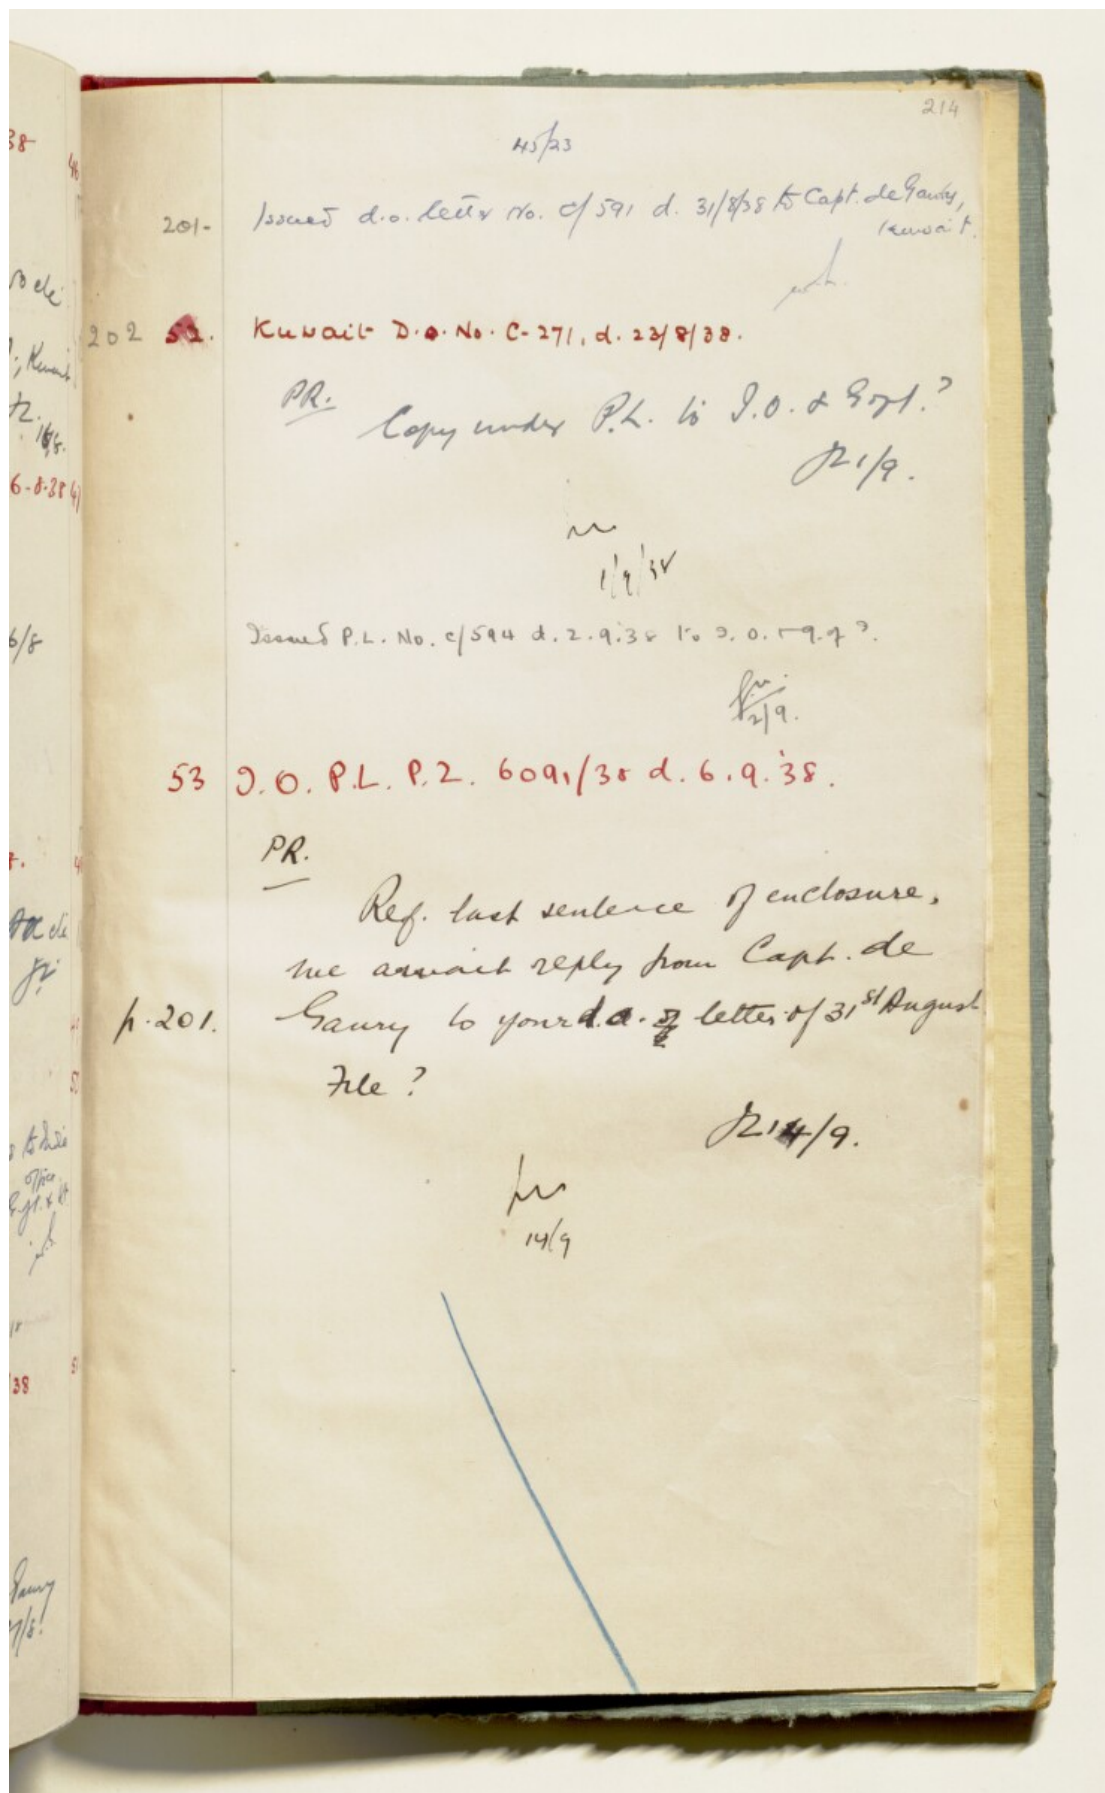 214
45/23
201- Issued d.o. letter No. C/591 d. 31/8/38 to Capt. de Gaury,
Kuwait.
202 52. Kuwait D.O. No. C-271, d. 23/8/38.
PR.
Copy under P.L. to I.O. & Govt.?
1/9.
1/9/38
Issued P.L. No. C/594 d. 2.9.38 to I.O.
2/9.
53 I.O. P.L. P.Z. 6091/38 d. 6.9.38.
PR.
Ref. last sentence of enclosure,
we await reply from Capt. de
p. 201. Gaury to your d.o. letter of 31st August
File?
14/9.
14/9